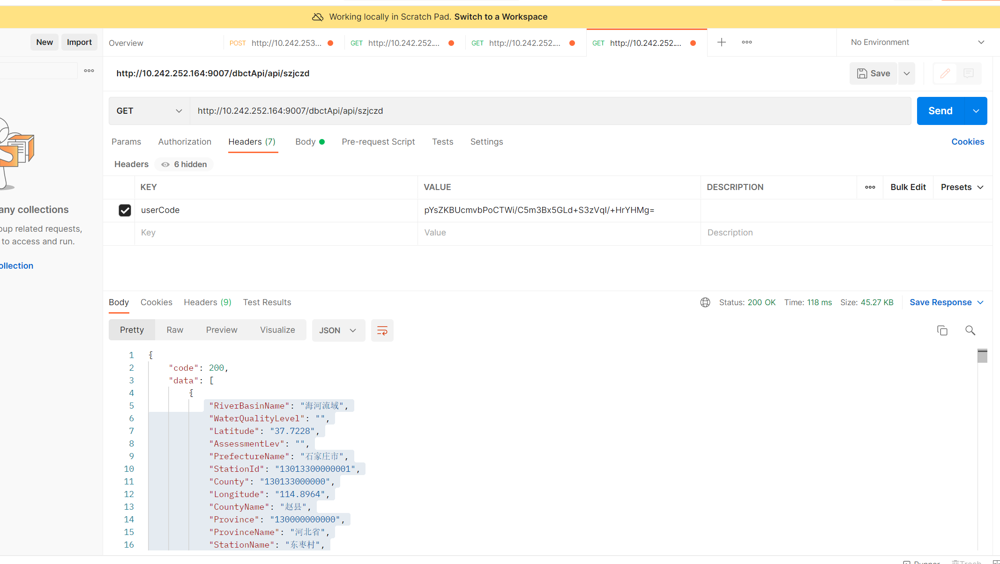 Working locally in Scratch Pad. Switch to a Workspace
New Import
Overview
POST http://10.242.253...
GET http://10.242.252....
GET http://10.242.252....
GET http://10.242.252....
No Environment
http://10.242.252.164:9007/dbctApi/api/szjczd
Save
GET
http://10.242.252.164:9007/dbctApi/api/szjczd
Send
Params Authorization Headers (7) Body Pre-request Script Tests Settings Cookies
Headers 6 hidden
KEY VALUE DESCRIPTION Bulk Edit Presets
userCode pYsZKBUcmvbPoCTWi/C5m3Bx5GLd+S3zVqI/+HrYHMg=
Key Value Description
any collections
oup related requests,
to access and run.
ollection
Body Cookies Headers (9) Test Results
Status: 200 OK Time: 118 ms Size: 45.27 KB Save Response
Pretty Raw Preview Visualize JSON
1 {
2 "code": 200,
3 "data": [
4 {
5 "RiverBasinName": "海河流域",
6 "WaterQualityLevel": "",
7 "Latitude": "37.7228",
8 "AssessmentLev": "",
9 "PrefectureName": "石家庄市",
10 "StationId": "13013300000001",
11 "County": "130133000000",
12 "Longitude": "114.8964",
13 "CountyName": "赵县",
14 "Province": "130000000000",
15 "ProvinceName": "河北省",
16 "StationName": "东枣村",
Runner Trash